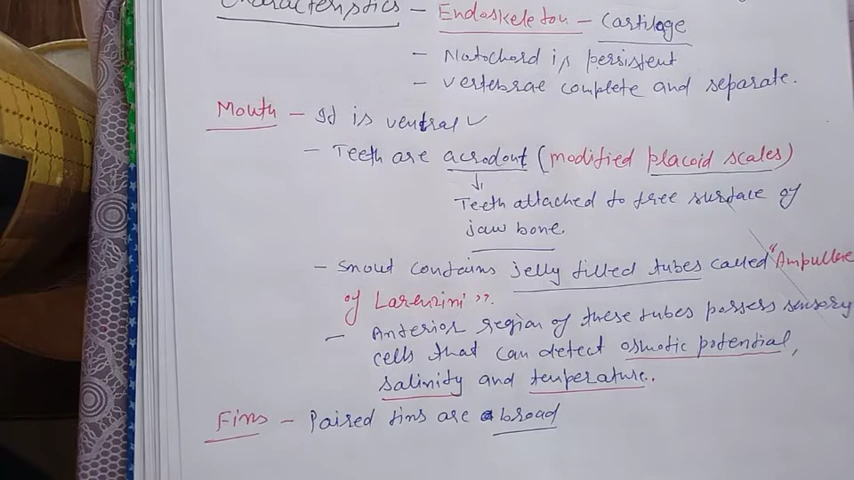 Characteristics - Endoskeleton - Cartilage
- Notochord is persistent
- vertebrae complete and separate.
Mouth - It is ventral ✓
- Teeth are acrodont (modified placoid scales)
↓
Teeth attached to free surface of
jaw bone.
- snout contains jelly filled tubes called "Ampullae
of Lorenzini".
- Anterior region of these tubes possess sensory
cells that can detect osmotic potential,
salinity and temperature.
Fins - Paired fins are broad